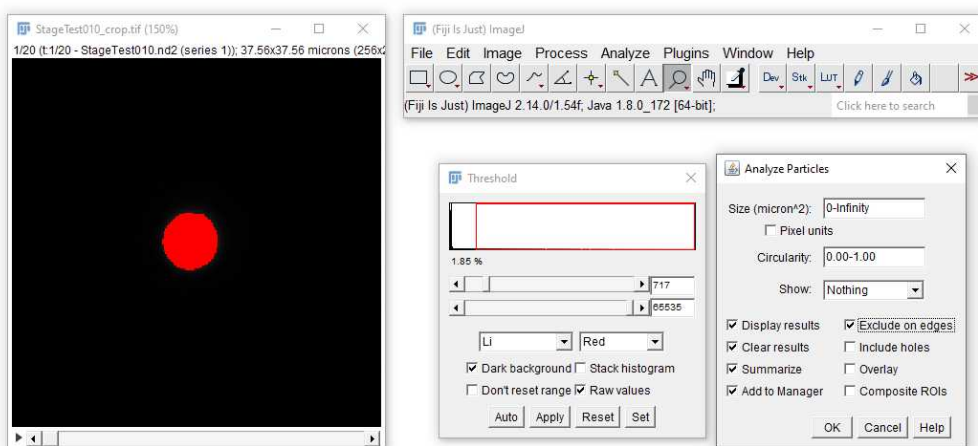 StageTest010_crop.tif (150%)
1/20 (t:1/20 - StageTest010.nd2 (series 1)); 37.56x37.56 microns (256x2
(Fiji Is Just) ImageJ
File Edit Image Process Analyze Plugins Window Help
A Dev Stk LUT
(Fiji Is Just) ImageJ 2.14.0/1.54f; Java 1.8.0_172 [64-bit];
Click here to search
Threshold
1.85 %
717
65535
Li Red
Dark background Stack histogram
Don't reset range Raw values
Auto Apply Reset Set
Analyze Particles
Size (micron^2): 0-Infinity
Pixel units
Circularity: 0.00-1.00
Show: Nothing
Display results Exclude on edges
Clear results Include holes
Summarize Overlay
Add to Manager Composite ROIs
OK Cancel Help